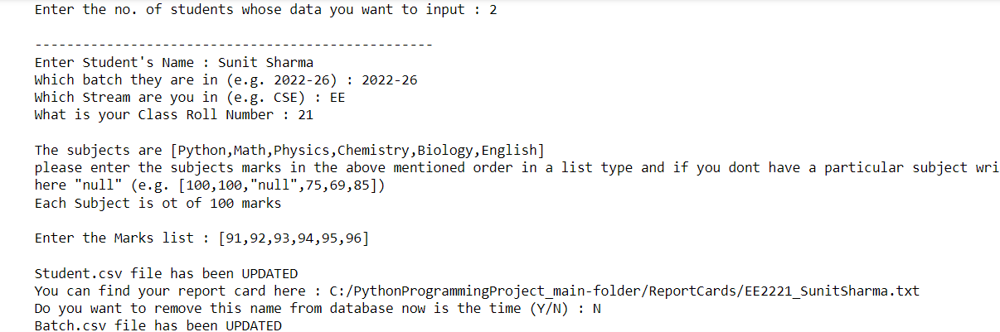 Enter the no. of students whose data you want to input : 2
--------------------------------------------------
Enter Student's Name : Sunit Sharma
Which batch they are in (e.g. 2022-26) : 2022-26
Which Stream are you in (e.g. CSE) : EE
What is your Class Roll Number : 21
The subjects are [Python,Math,Physics,Chemistry,Biology,English]
please enter the subjects marks in the above mentioned order in a list type and if you dont have a particular subject wri
here "null" (e.g. [100,100,"null",75,69,85])
Each Subject is ot of 100 marks
Enter the Marks list : [91,92,93,94,95,96]
Student.csv file has been UPDATED
You can find your report card here : C:/PythonProgrammingProject_main-folder/ReportCards/EE2221_SunitSharma.txt
Do you want to remove this name from database now is the time (Y/N) : N
Batch.csv file has been UPDATED